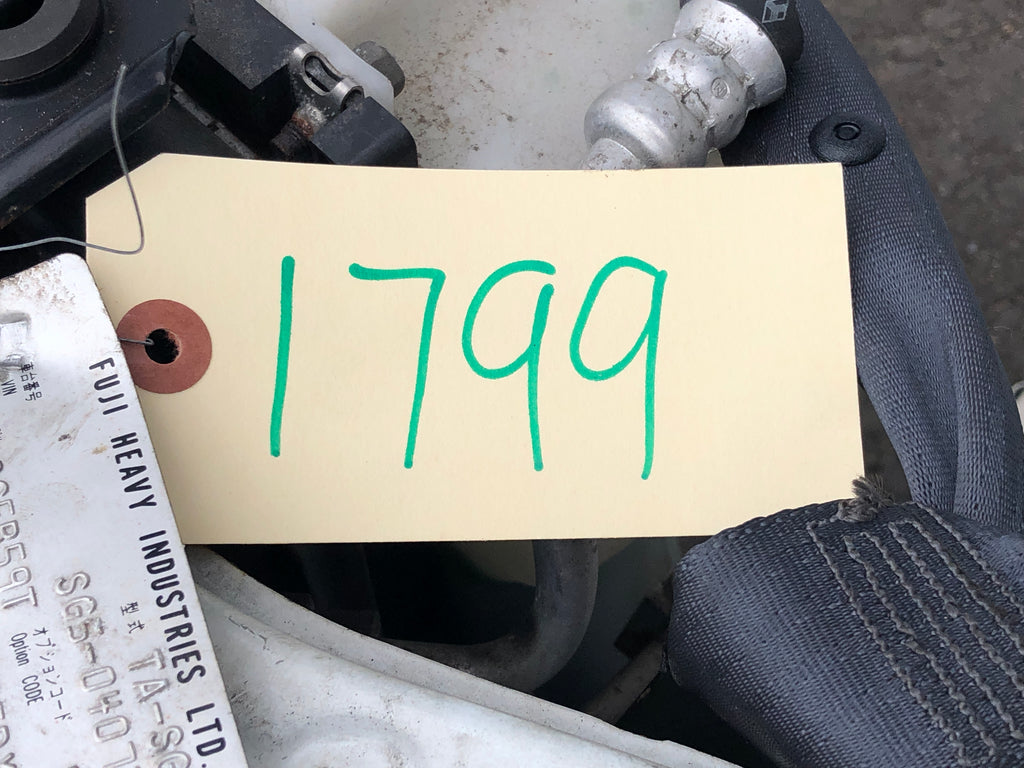 1799
FUJI HEAVY INDUSTRIES LTD.
車台番号
VIN
型式
TA-SG
SG5-0407
オプションコード
Option CODE